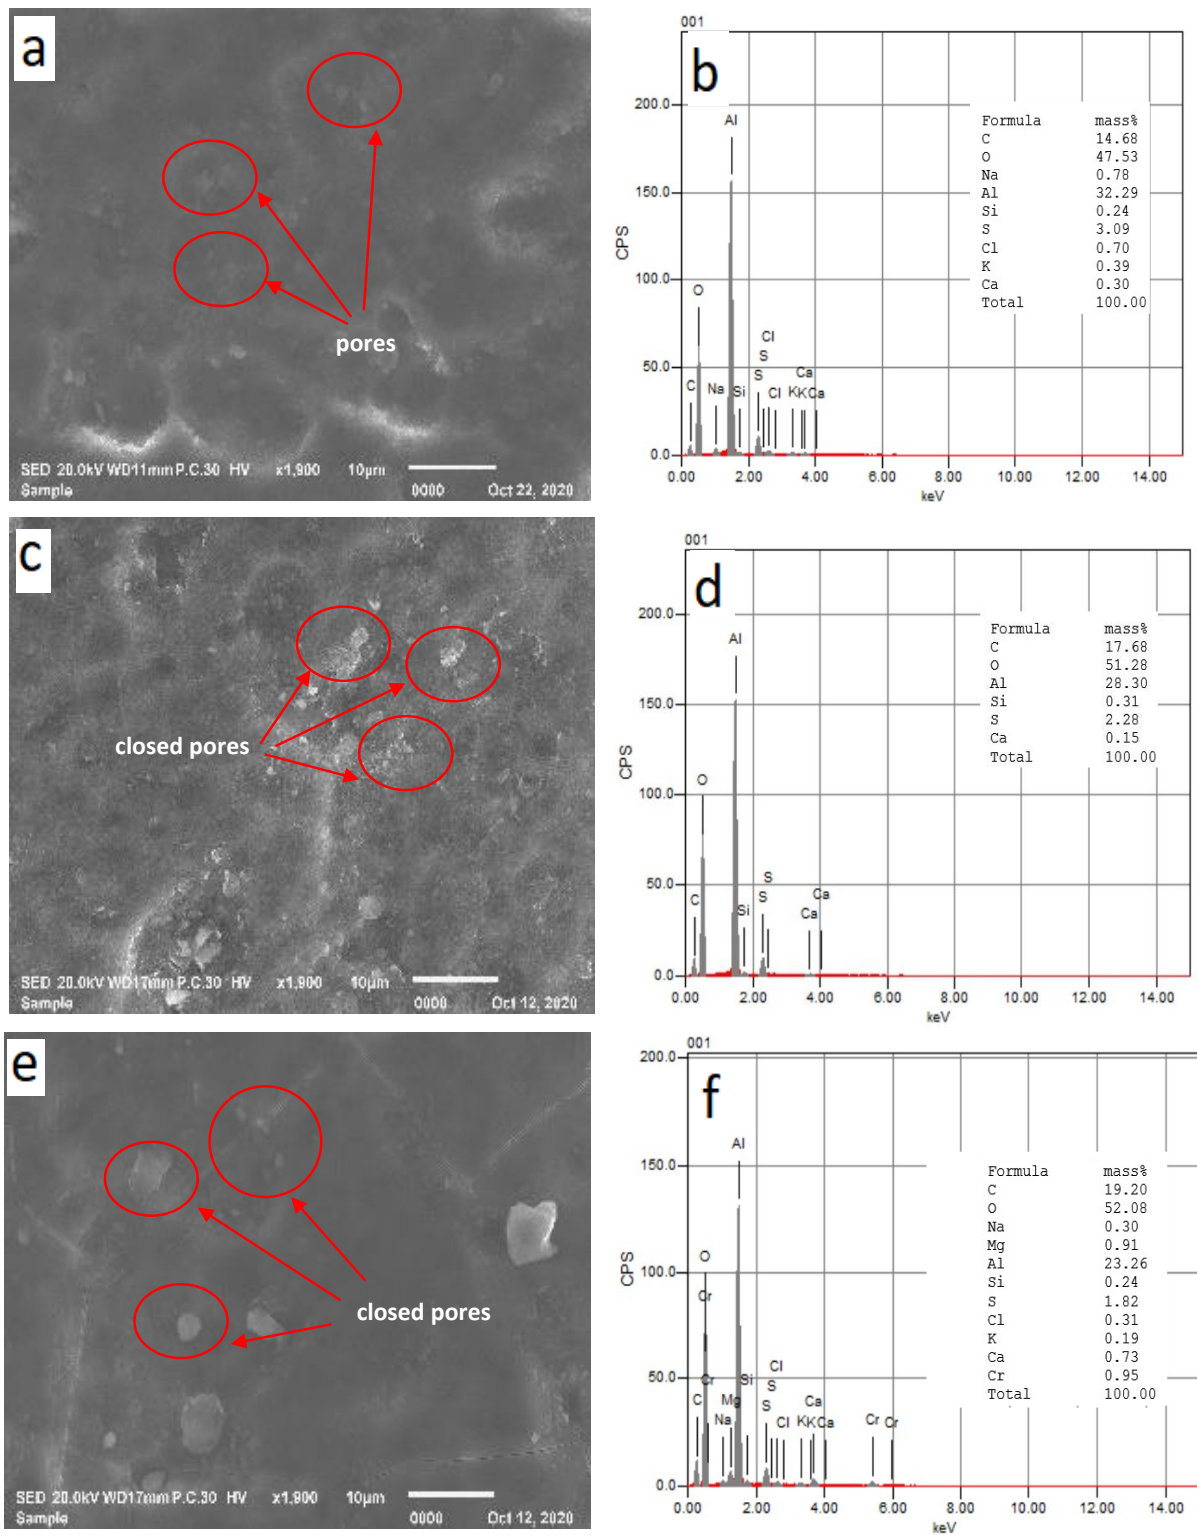 a
pores
SED 20.0kV WD11mm P.C.30 HV x1,900 10µm
Sample 0000 Oct 22, 2020
b
001
200.0
150.0
100.0
50.0
0.0
CPS
Al
O
Cl
S
C Na Si S Cl K K Ca Ca
0.00 2.00 4.00 6.00 8.00 10.00 12.00 14.00
keV
Formula mass%
C 14.68
O 47.53
Na 0.78
Al 32.29
Si 0.24
S 3.09
Cl 0.70
K 0.39
Ca 0.30
Total 100.00
c
closed pores
SED 20.0kV WD17mm P.C.30 HV x1,900 10µm
Sample 0000 Oct 12, 2020
d
001
200.0
150.0
100.0
50.0
0.0
CPS
Al
O
S
C Si S Ca Ca
0.00 2.00 4.00 6.00 8.00 10.00 12.00 14.00
keV
Formula mass%
C 17.68
O 51.28
Al 28.30
Si 0.31
S 2.28
Ca 0.15
Total 100.00
e
closed pores
SED 20.0kV WD17mm P.C.30 HV x1,900 10µm
Sample 0000 Oct 12, 2020
f
001
200.0
150.0
100.0
50.0
0.0
CPS
Al
O
Cr
Cl
Cr Si S
C Na Mg S Cl K K Ca Ca Cr Cr
0.00 2.00 4.00 6.00 8.00 10.00 12.00 14.00
keV
Formula mass%
C 19.20
O 52.08
Na 0.30
Mg 0.91
Al 23.26
Si 0.24
S 1.82
Cl 0.31
K 0.19
Ca 0.73
Cr 0.95
Total 100.00